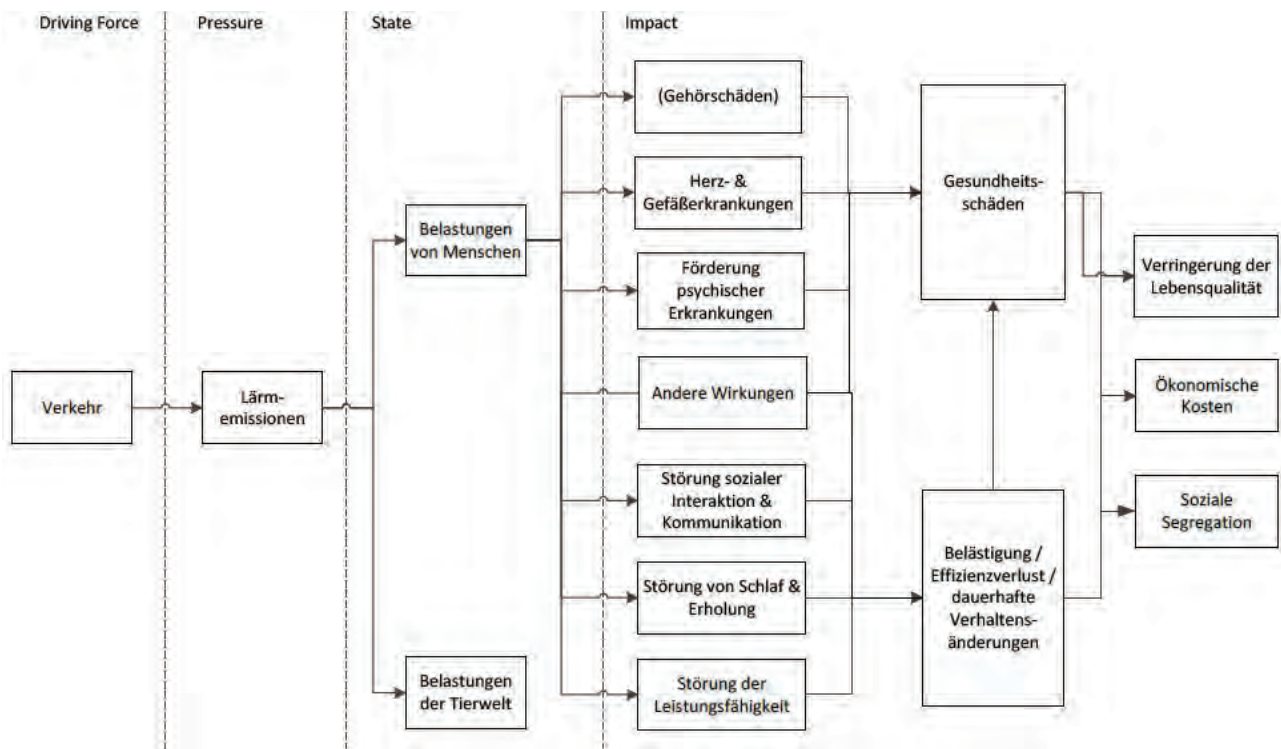 Driving Force
Pressure
State
Impact
Verkehr
Lärm-
emissionen
Belastungen
von Menschen
Belastungen
der Tierwelt
(Gehörschäden)
Herz- &
Gefäßerkrankungen
Förderung
psychischer
Erkrankungen
Andere Wirkungen
Störung sozialer
Interaktion &
Kommunikation
Störung von Schlaf &
Erholung
Störung der
Leistungsfähigkeit
Gesundheits-
schäden
Belästigung /
Effizienzverlust /
dauerhafte
Verhaltens-
änderungen
Verringerung der
Lebensqualität
Ökonomische
Kosten
Soziale
Segregation